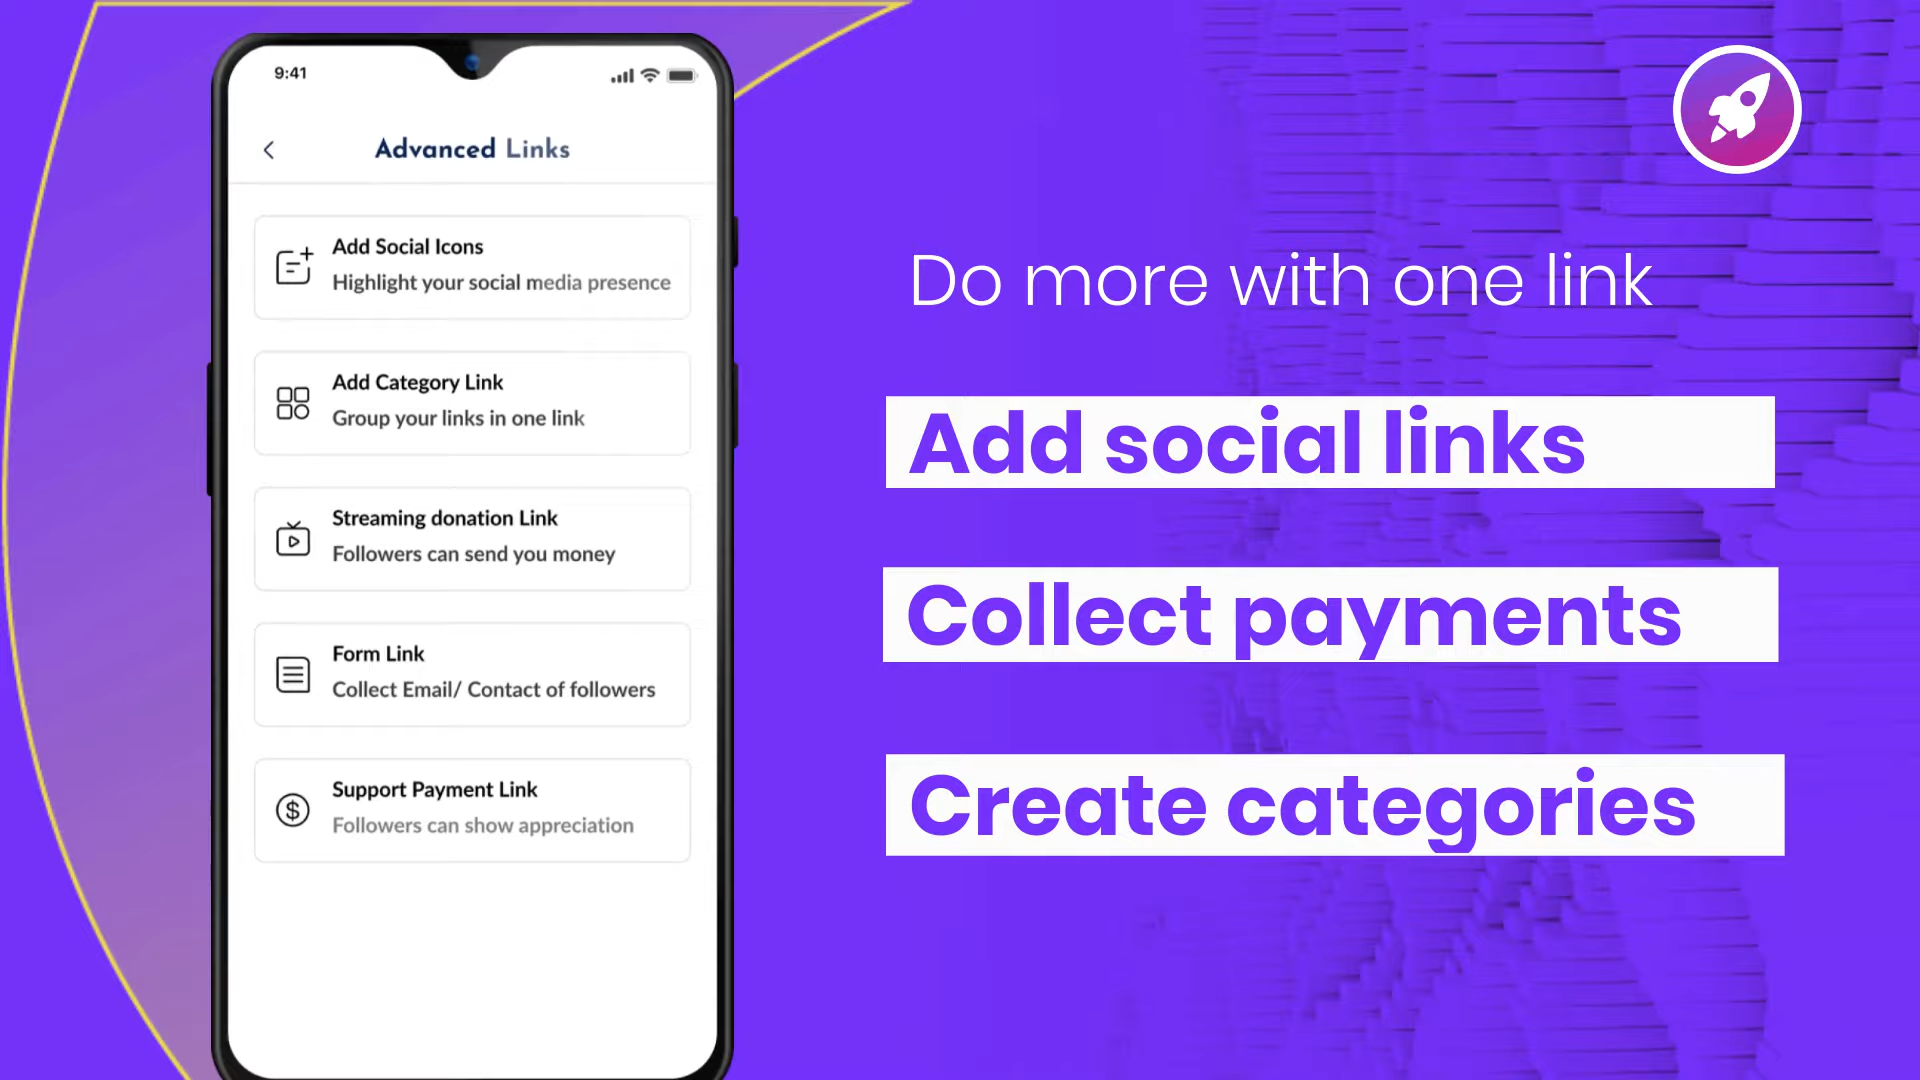 9:41
Advanced Links
Add Social Icons
Highlight your social media presence
Add Category Link
Group your links in one link
Streaming donation Link
Followers can send you money
Form Link
Collect Email/ Contact of followers
Support Payment Link
Followers can show appreciation
Do more with one link
Add social links
Collect payments
Create categories